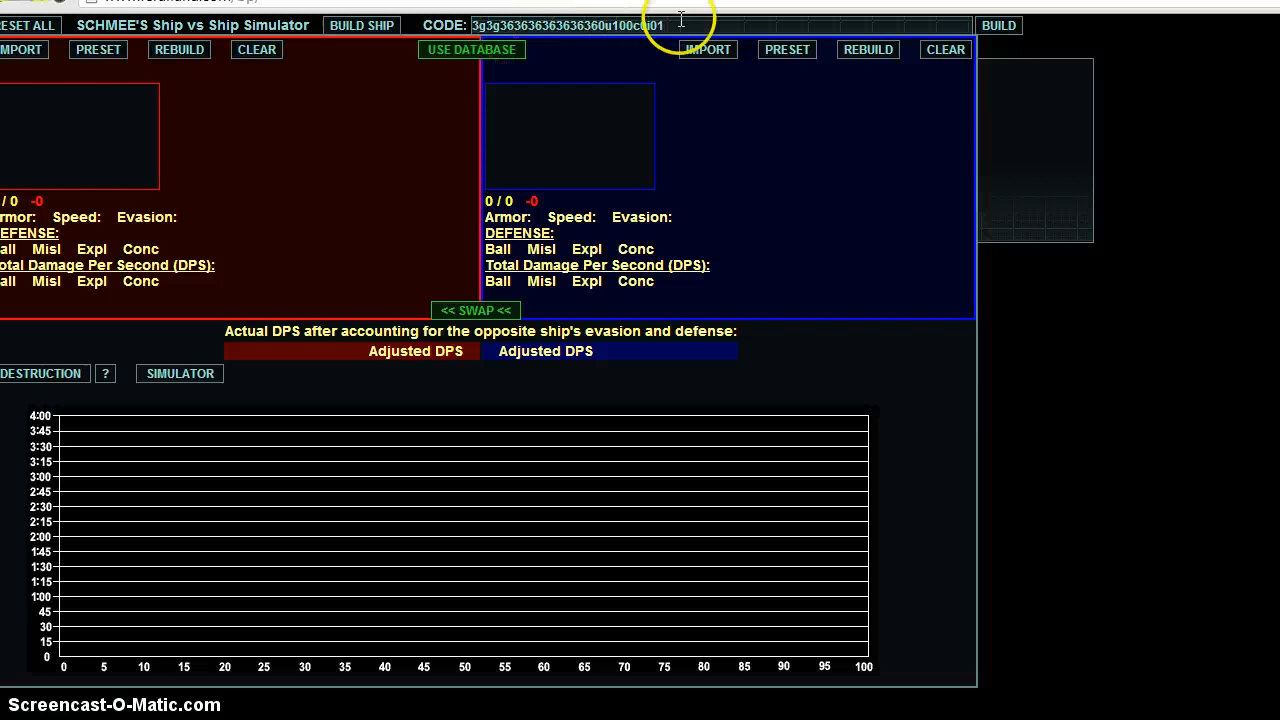 ESET ALL SCHMEE'S Ship vs Ship Simulator BUILD SHIP CODE: BUILD
MPORT PRESET REBUILD CLEAR USE DATABASE IMPORT PRESET REBUILD CLEAR
/ 0 -0 0 / 0 -0
rmor: Speed: Evasion: Armor: Speed: Evasion:
EFENSE: DEFENSE:
all Misl Expl Conc Ball Misl Expl Conc
otal Damage Per Second (DPS): Total Damage Per Second (DPS):
all Misl Expl Conc Ball Misl Expl Conc
<< SWAP <<
Actual DPS after accounting for the opposite ship's evasion and defense:
Adjusted DPS Adjusted DPS
DESTRUCTION ? SIMULATOR
4:00
3:45
3:30
3:15
3:00
2:45
2:30
2:15
2:00
1:45
1:30
1:15
1:00
45
30
15
0
0 5 10 15 20 25 30 35 40 45 50 55 60 65 70 75 80 85 90 95 100
Screencast-O-Matic.com